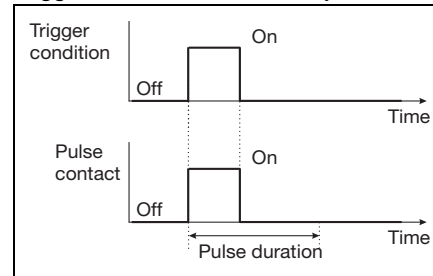 Trigger
condition
On
Off
Time
Pulse
contact
On
Off
Time
Pulse duration